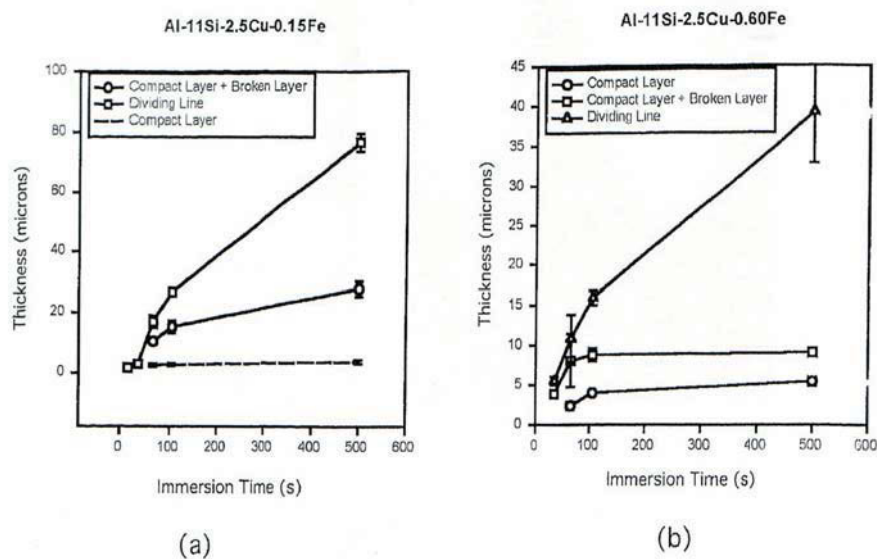 Al-11Si-2.5Cu-0.15Fe
100
80
60
40
20
0
Compact Layer + Broken Layer
Dividing Line
Compact Layer
Thickness (microns)
0 100 200 300 400 500 600
Immersion Time (s)
(a)
Al-11Si-2.5Cu-0.60Fe
45
40
35
30
25
20
15
10
5
0
Compact Layer
Compact Layer + Broken Layer
Dividing Line
Thickness (microns)
0 100 200 300 400 500 600
Immersion Time (s)
(b)